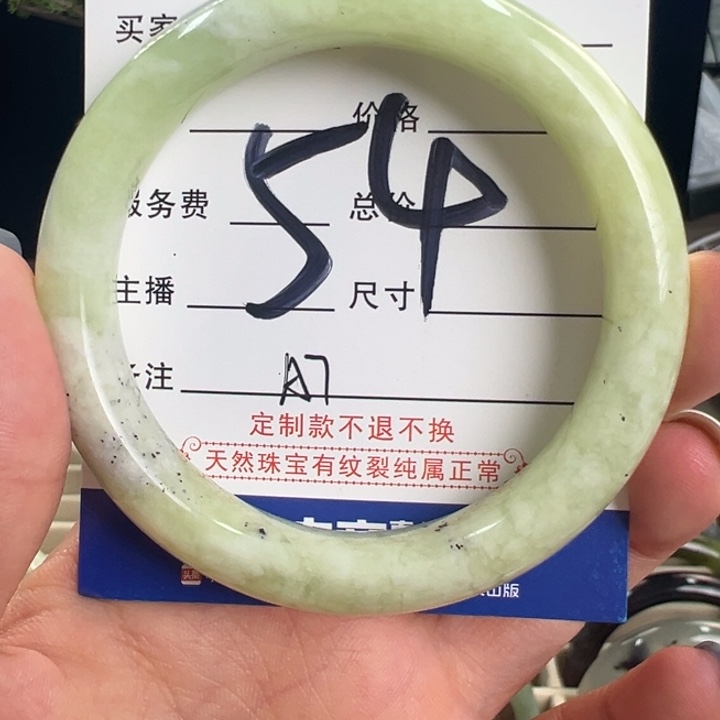 买家
价格
54
服务费 总价
主播 尺寸
备注 A7
定制款不退不换
天然珠宝有纹裂纯属正常